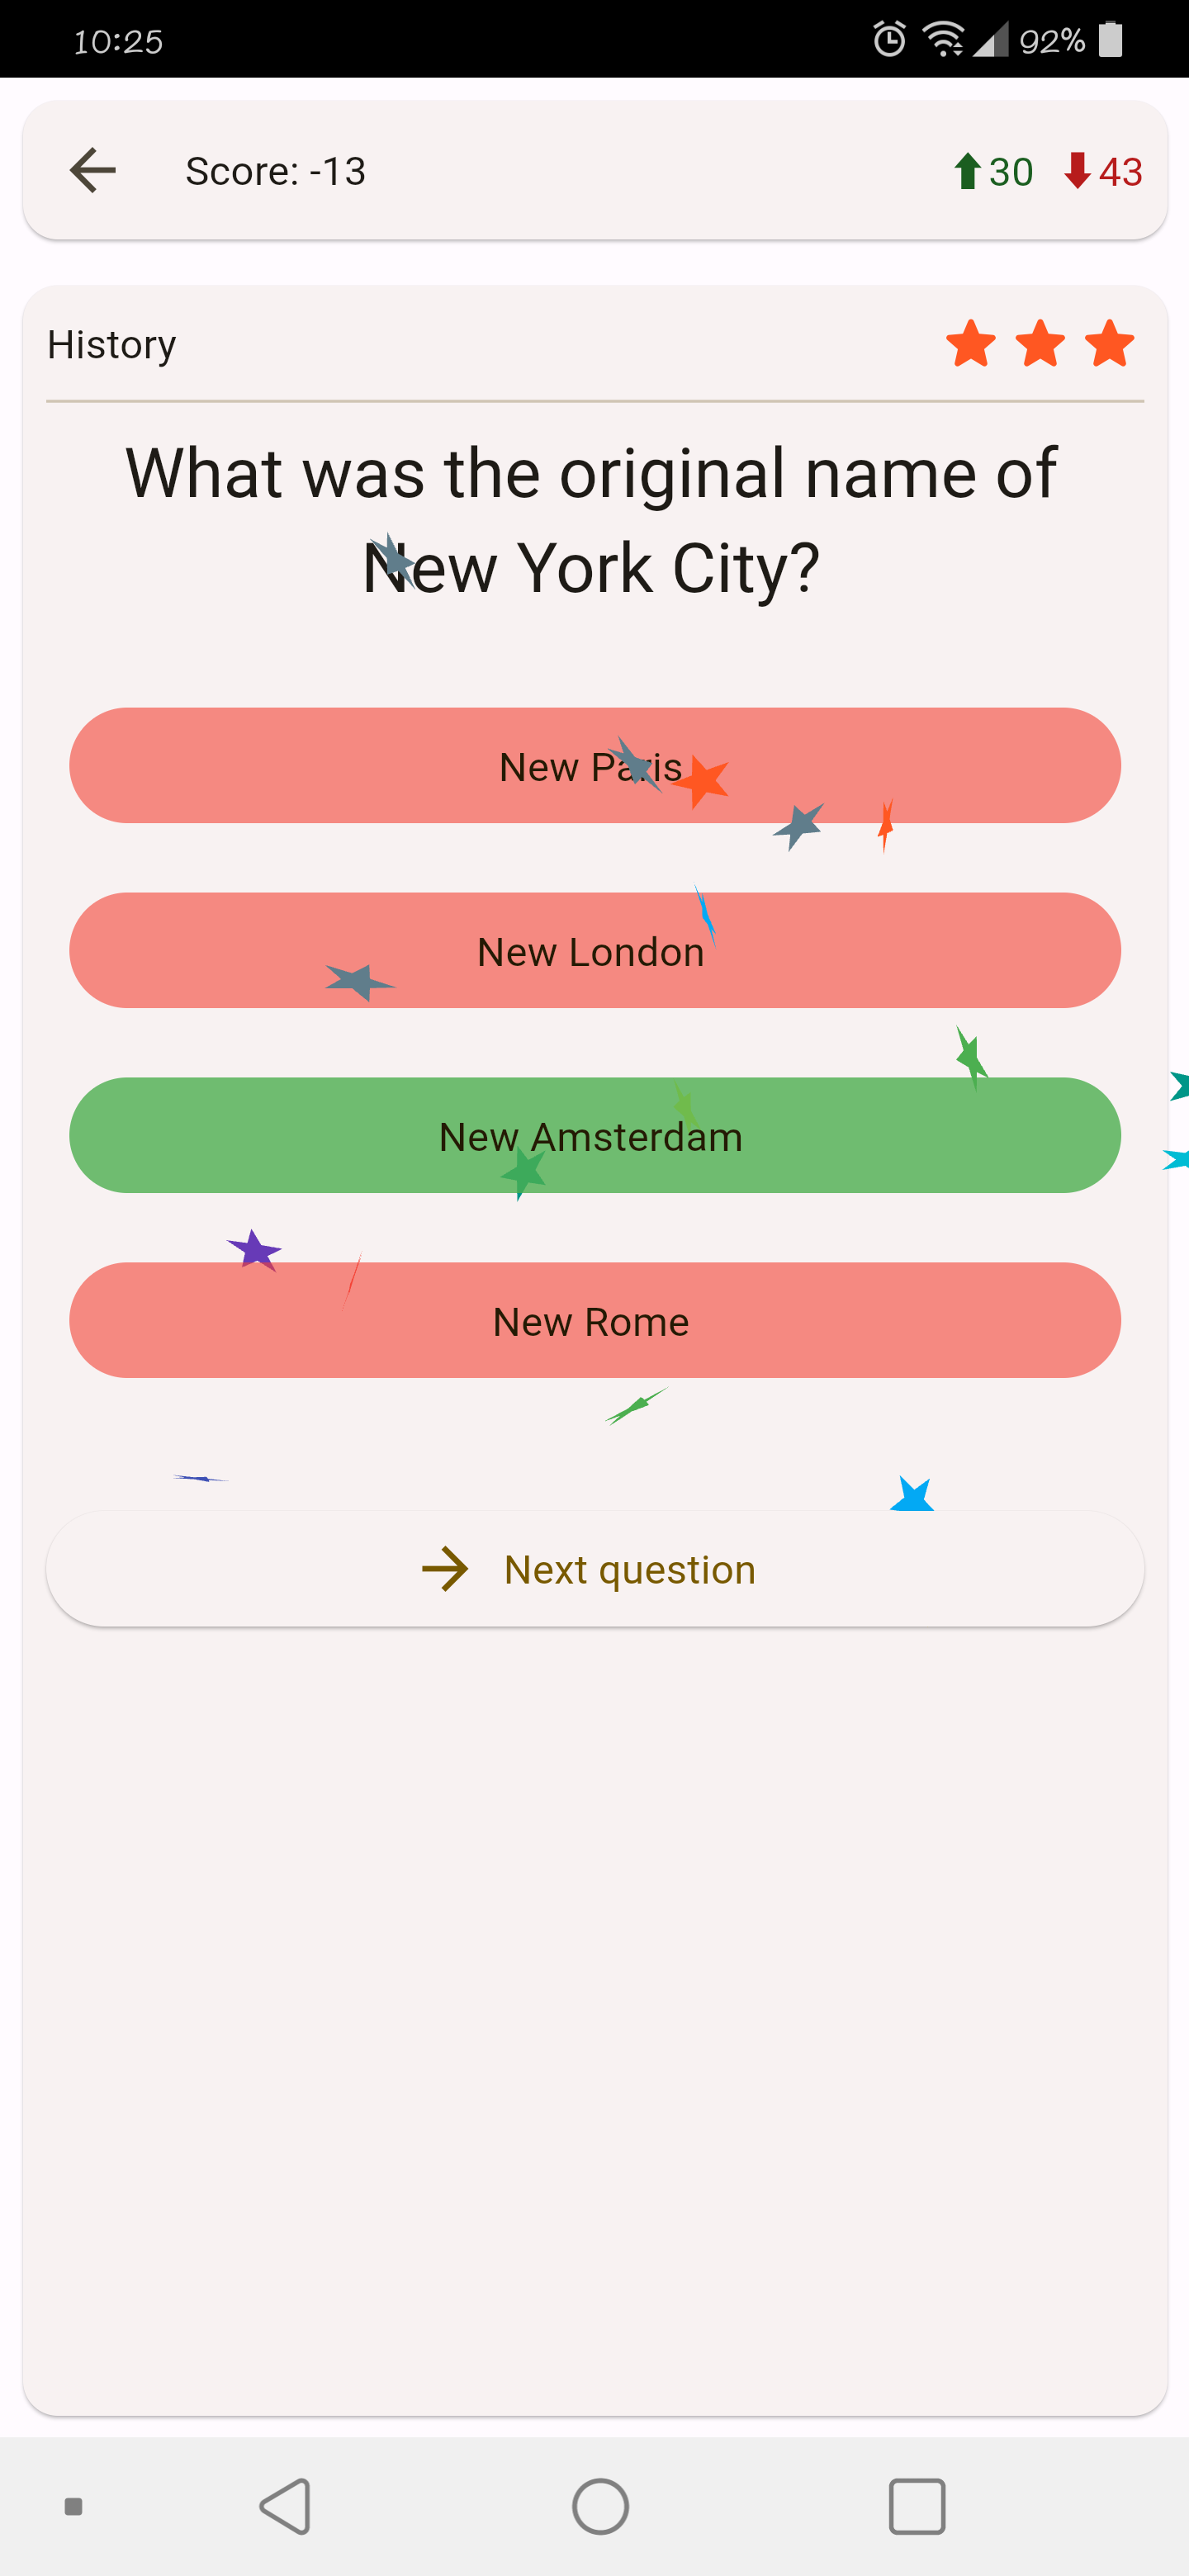 10:25
92%
Score: -13
30
43
History
What was the original name of
New York City?
New Paris
New London
New Amsterdam
New Rome
Next question